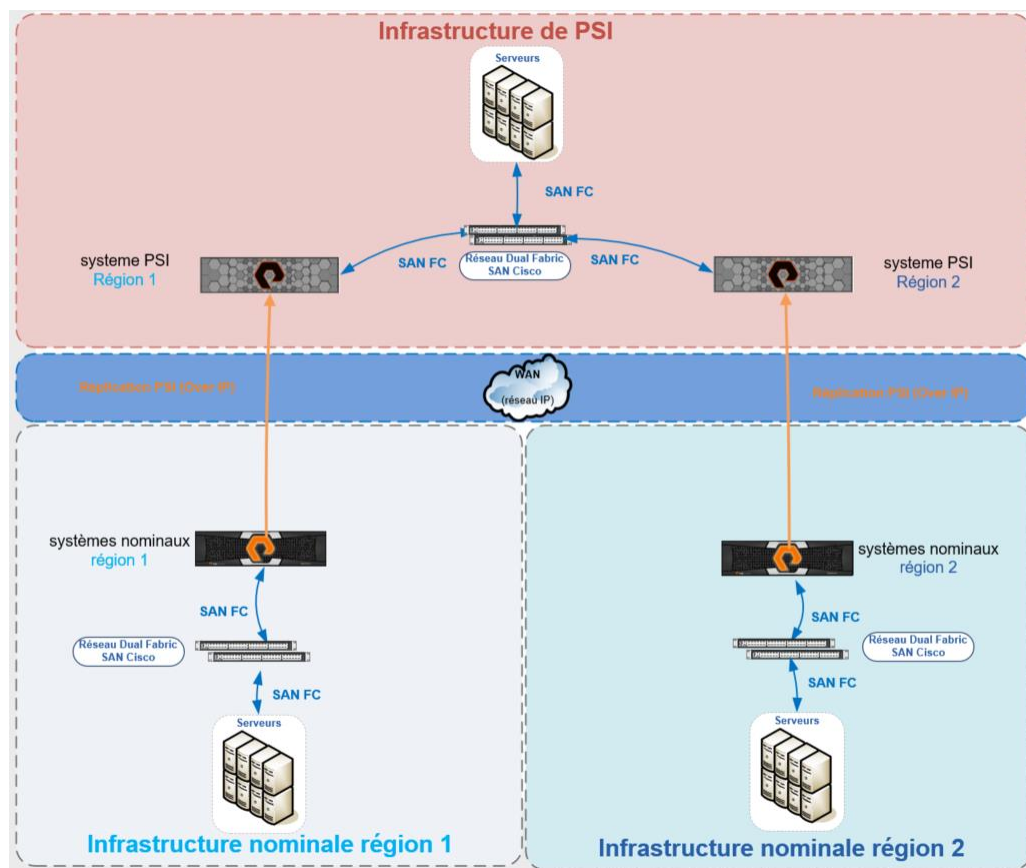 Infrastructure de PSI
Serveurs
SAN FC
systeme PSI
Région 1
SAN FC
Réseau Dual Fabric
SAN Cisco
SAN FC
systeme PSI
Région 2
Réplication PSI (Over IP)
WAN
(réseau IP)
Réplication PSI (Over IP)
systèmes nominaux
région 1
systèmes nominaux
région 2
SAN FC
SAN FC
Réseau Dual Fabric
SAN Cisco
Réseau Dual Fabric
SAN Cisco
SAN FC
SAN FC
Serveurs
Serveurs
Infrastructure nominale région 1
Infrastructure nominale région 2